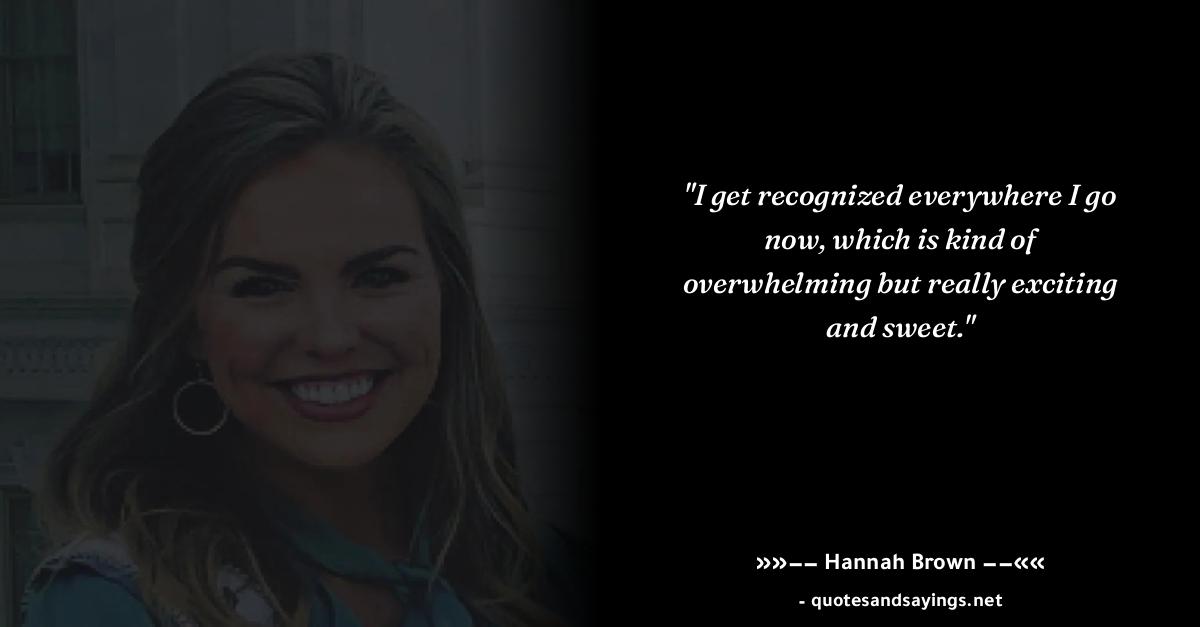 "I get recognized everywhere I go
now, which is kind of
overwhelming but really exciting
and sweet."
»»–– Hannah Brown ––««
- quotesandsayings.net